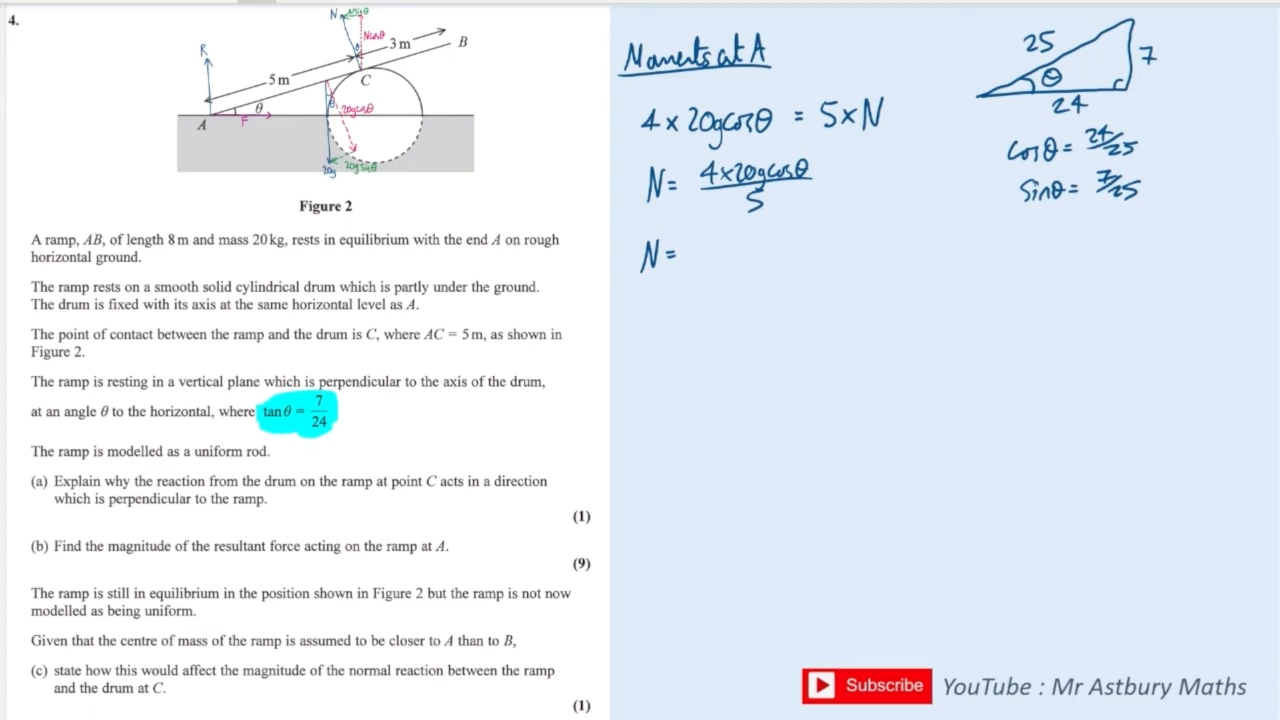 4.
N
Nsinθ
Ncosθ
R
θ
3 m
B
5 m
C
θ
θ
20gcosθ
A
F
20g
20gsinθ
Figure 2
A ramp, AB, of length 8 m and mass 20 kg, rests in equilibrium with the end A on rough
horizontal ground.
The ramp rests on a smooth solid cylindrical drum which is partly under the ground.
The drum is fixed with its axis at the same horizontal level as A.
The point of contact between the ramp and the drum is C, where AC = 5 m, as shown in
Figure 2.
The ramp is resting in a vertical plane which is perpendicular to the axis of the drum,
at an angle θ to the horizontal, where tan θ = 7/24
The ramp is modelled as a uniform rod.
(a) Explain why the reaction from the drum on the ramp at point C acts in a direction
which is perpendicular to the ramp.
(1)
(b) Find the magnitude of the resultant force acting on the ramp at A.
(9)
The ramp is still in equilibrium in the position shown in Figure 2 but the ramp is not now
modelled as being uniform.
Given that the centre of mass of the ramp is assumed to be closer to A than to B,
(c) state how this would affect the magnitude of the normal reaction between the ramp
and the drum at C.
(1)
Moments at A
4 × 20gcosθ = 5 × N
N = 4×20gcosθ/5
N =
25
7
θ
24
cosθ = 24/25
sinθ = 7/25
Subscribe
YouTube : Mr Astbury Maths